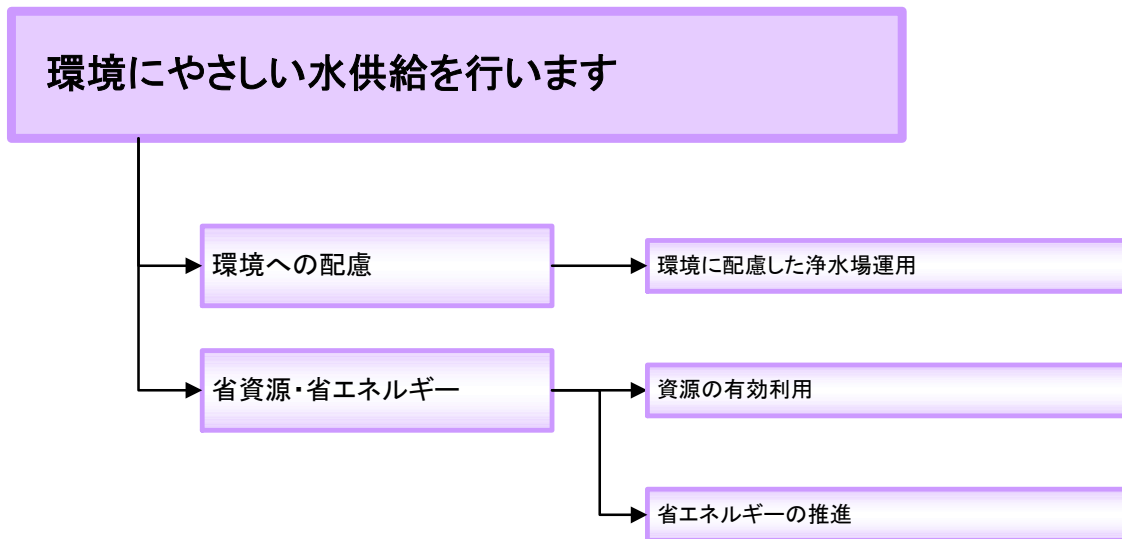 環境にやさしい水供給を行います
環境への配慮
環境に配慮した浄水場運用
省資源・省エネルギー
資源の有効利用
省エネルギーの推進